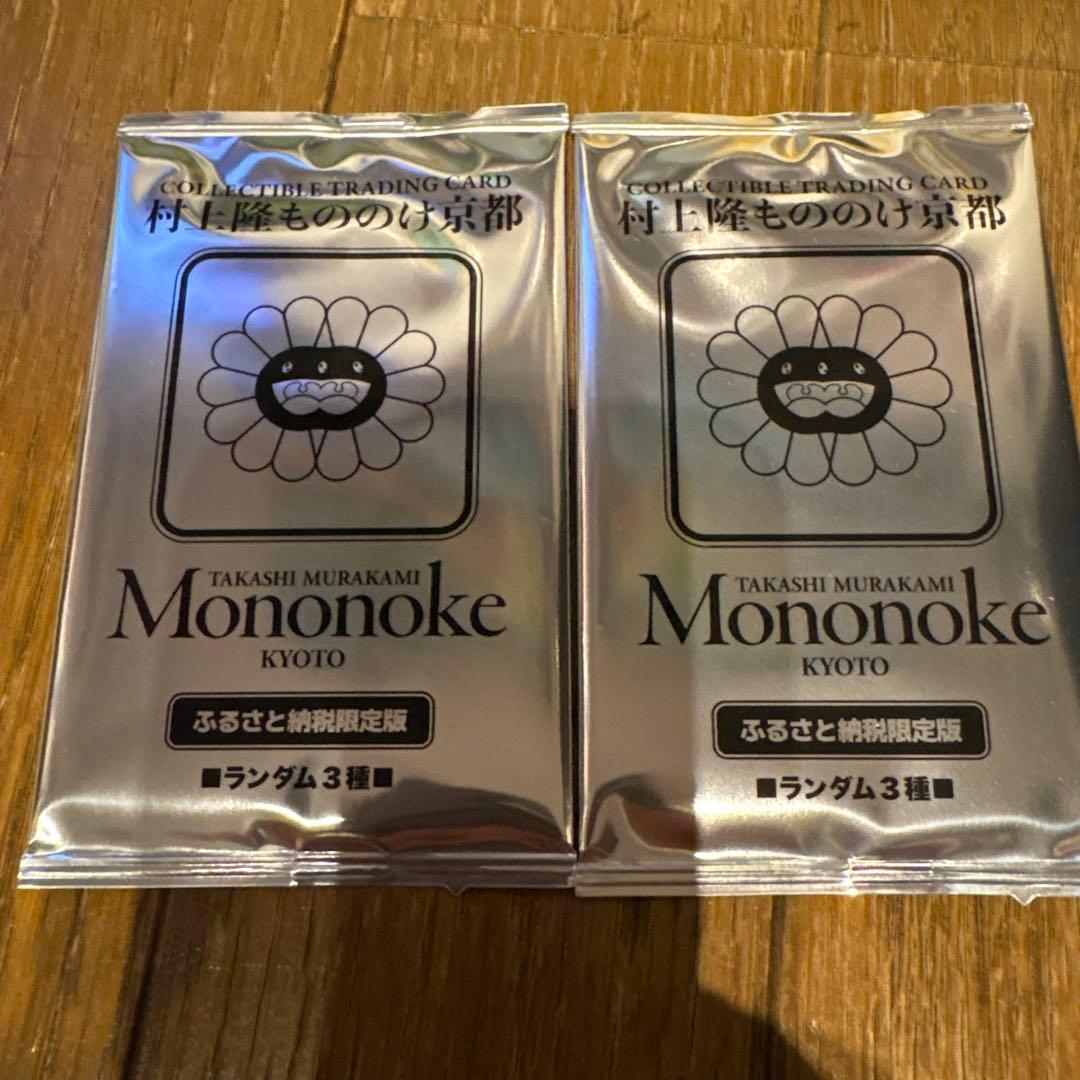 COLLECTIBLE TRADING CARD
村上隆もののけ京都
TAKASHI MURAKAMI
Mononoke
KYOTO
ふるさと納税限定版
■ランダム3種■
COLLECTIBLE TRADING CARD
村上隆もののけ京都
TAKASHI MURAKAMI
Mononoke
KYOTO
ふるさと納税限定版
■ランダム3種■